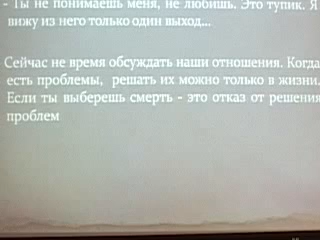 - Ты не понимаешь меня, не любишь. Это тупик. Я
вижу из него только один выход...
Сейчас не время обсуждать наши отношения. Когда
есть проблемы, решать их можно только в жизни.
Если ты выберешь смерть - это отказ от решения
проблем